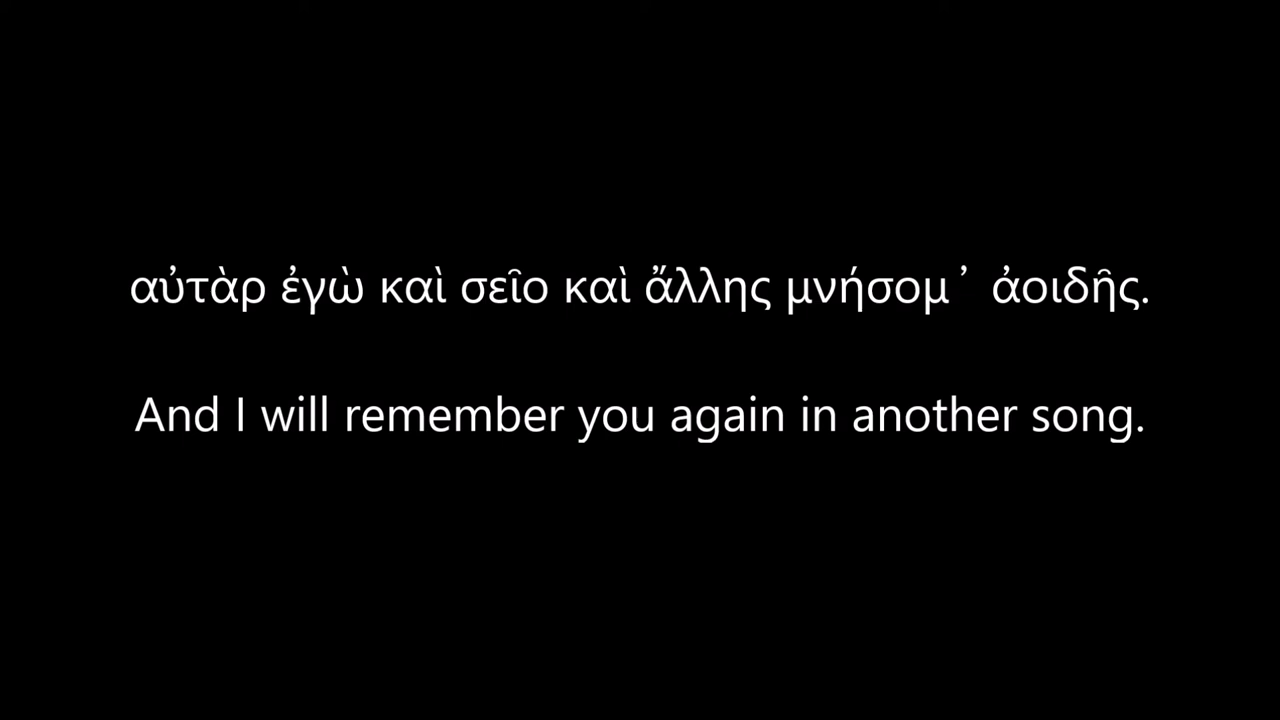 αὐτὰρ ἐγὼ καὶ σεῖο καὶ ἄλλης μνήσομ᾽ ἀοιδῆς.
And I will remember you again in another song.